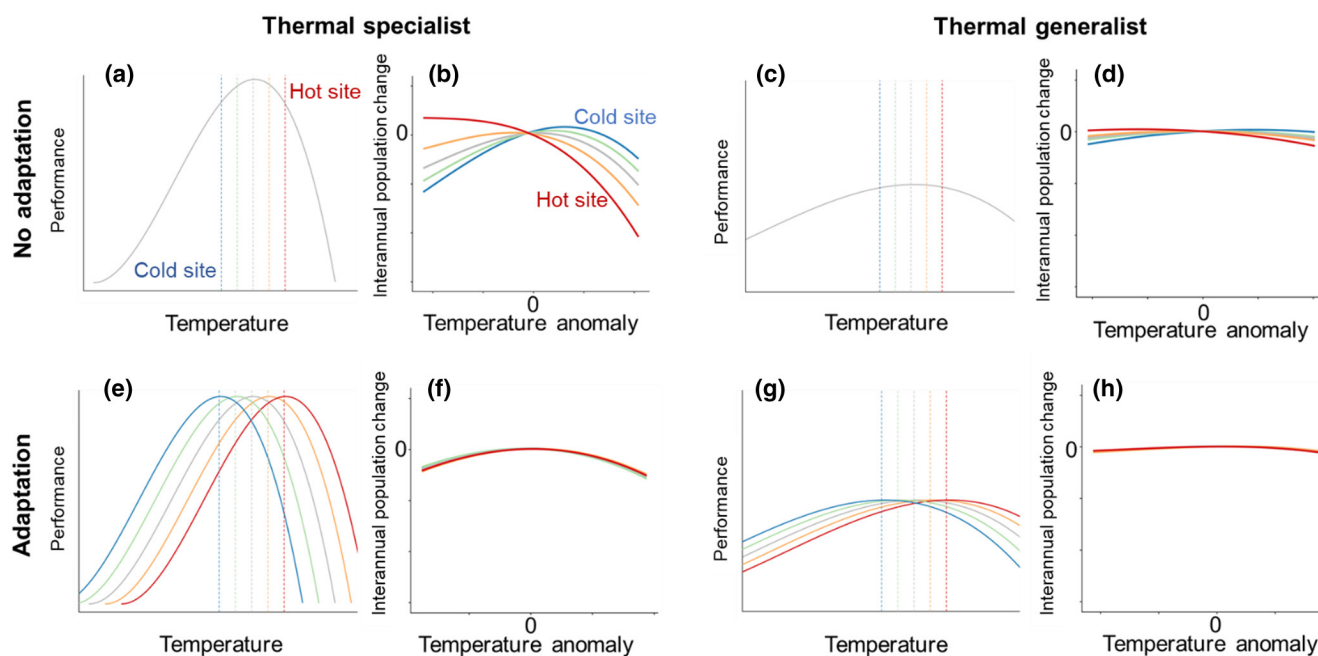 Thermal specialist
Thermal generalist
No adaptation
(a)
Performance
Hot site
Cold site
Temperature
(b)
Interannual population change
0
Cold site
Hot site
0
Temperature anomaly
(c)
Performance
Temperature
(d)
Interannual population change
0
0
Temperature anomaly
Adaptation
(e)
Performance
Temperature
(f)
Interannual population change
0
0
Temperature anomaly
(g)
Performance
Temperature
(h)
Interannual population change
0
0
Temperature anomaly